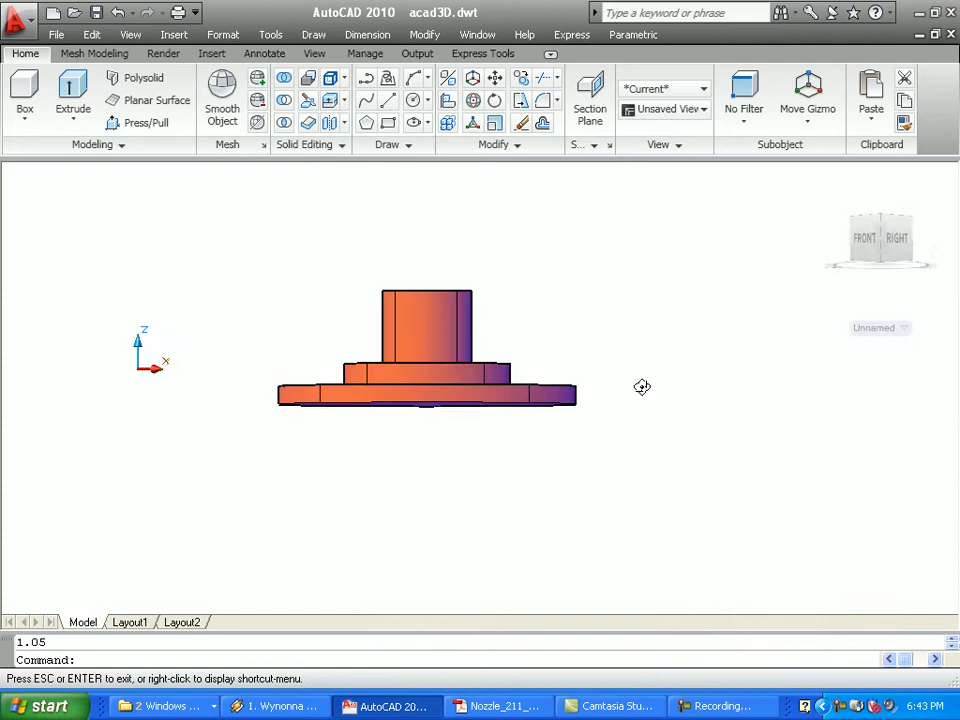 AutoCAD 2010 acad3D.dwt
Type a keyword or phrase
File Edit View Insert Format Tools Draw Dimension Modify Window Help Express Parametric
Home Mesh Modeling Render Insert Annotate View Manage Output Express Tools
Box
Extrude
Polysolid
Planar Surface
Press/Pull
Smooth
Object
Section
Plane
*Current*
Unsaved View
No Filter
Move Gizmo
Paste
Modeling Mesh Solid Editing Draw Modify S... View Subobject Clipboard
FRONT RIGHT
Unnamed
Z
X
Model Layout1 Layout2
1.05
Command:
Press ESC or ENTER to exit, or right-click to display shortcut-menu.
start 2 Windows ... 1. Wynonna ... AutoCAD 20... Nozzle_211_... Camtasia Stu... Recording... 6:43 PM